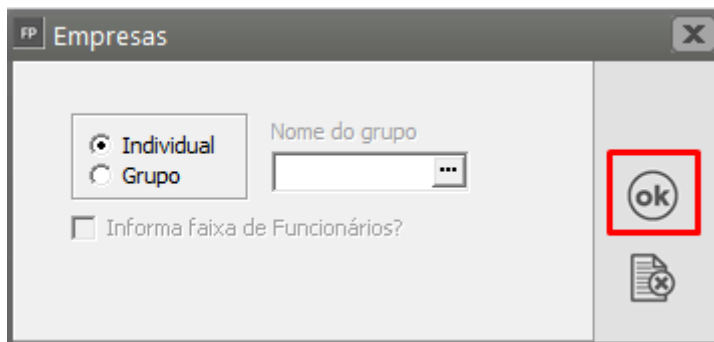 FP Empresas
Individual
Grupo
Nome do grupo
...
Informa faixa de Funcionários?
ok